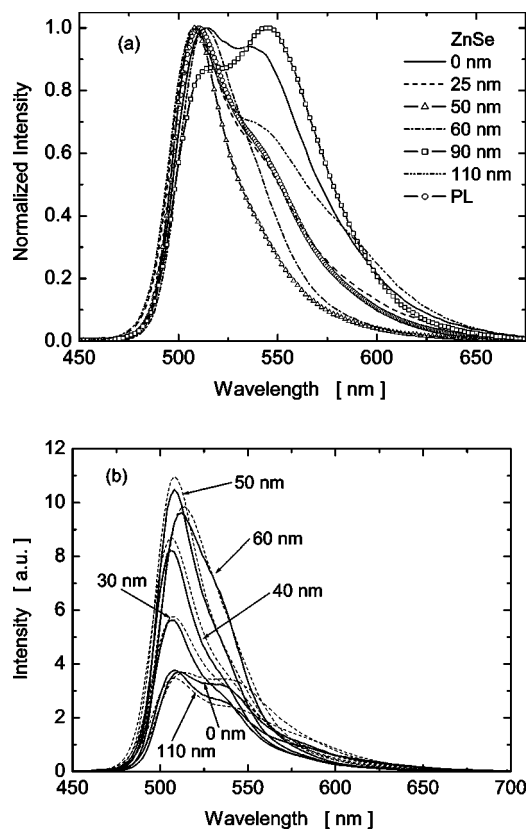 (a)
ZnSe
0 nm
25 nm
50 nm
60 nm
90 nm
110 nm
PL
Normalized Intensity
1.0
0.8
0.6
0.4
0.2
0.0
450 500 550 600 650
Wavelength [ nm ]
(b)
50 nm
60 nm
30 nm
40 nm
0 nm
110 nm
Intensity [ a.u. ]
12
10
8
6
4
2
0
450 500 550 600 650 700
Wavelength [ nm ]